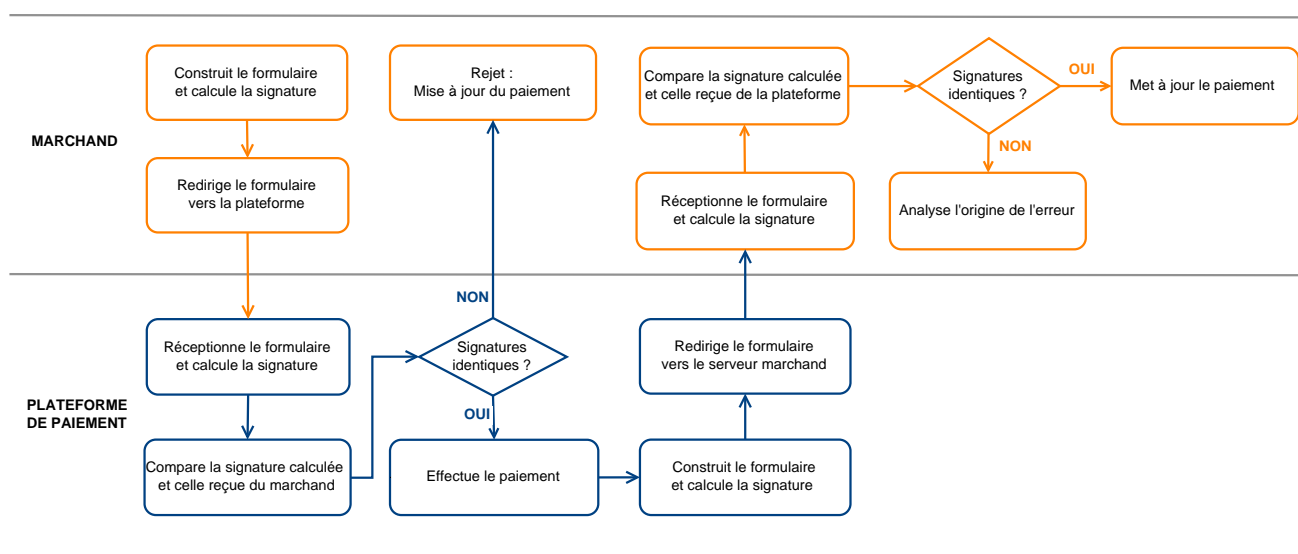 MARCHAND
Construit le formulaire
et calcule la signature
Redirige le formulaire
vers la plateforme
Rejet :
Mise à jour du paiement
Compare la signature calculée
et celle reçue de la plateforme
Signatures
identiques ?
OUI
Met à jour le paiement
NON
Analyse l'origine de l'erreur
Réceptionne le formulaire
et calcule la signature
PLATEFORME
DE PAIEMENT
Réceptionne le formulaire
et calcule la signature
Compare la signature calculée
et celle reçue du marchand
NON
Signatures
identiques ?
OUI
Effectue le paiement
Redirige le formulaire
vers le serveur marchand
Construit le formulaire
et calcule la signature